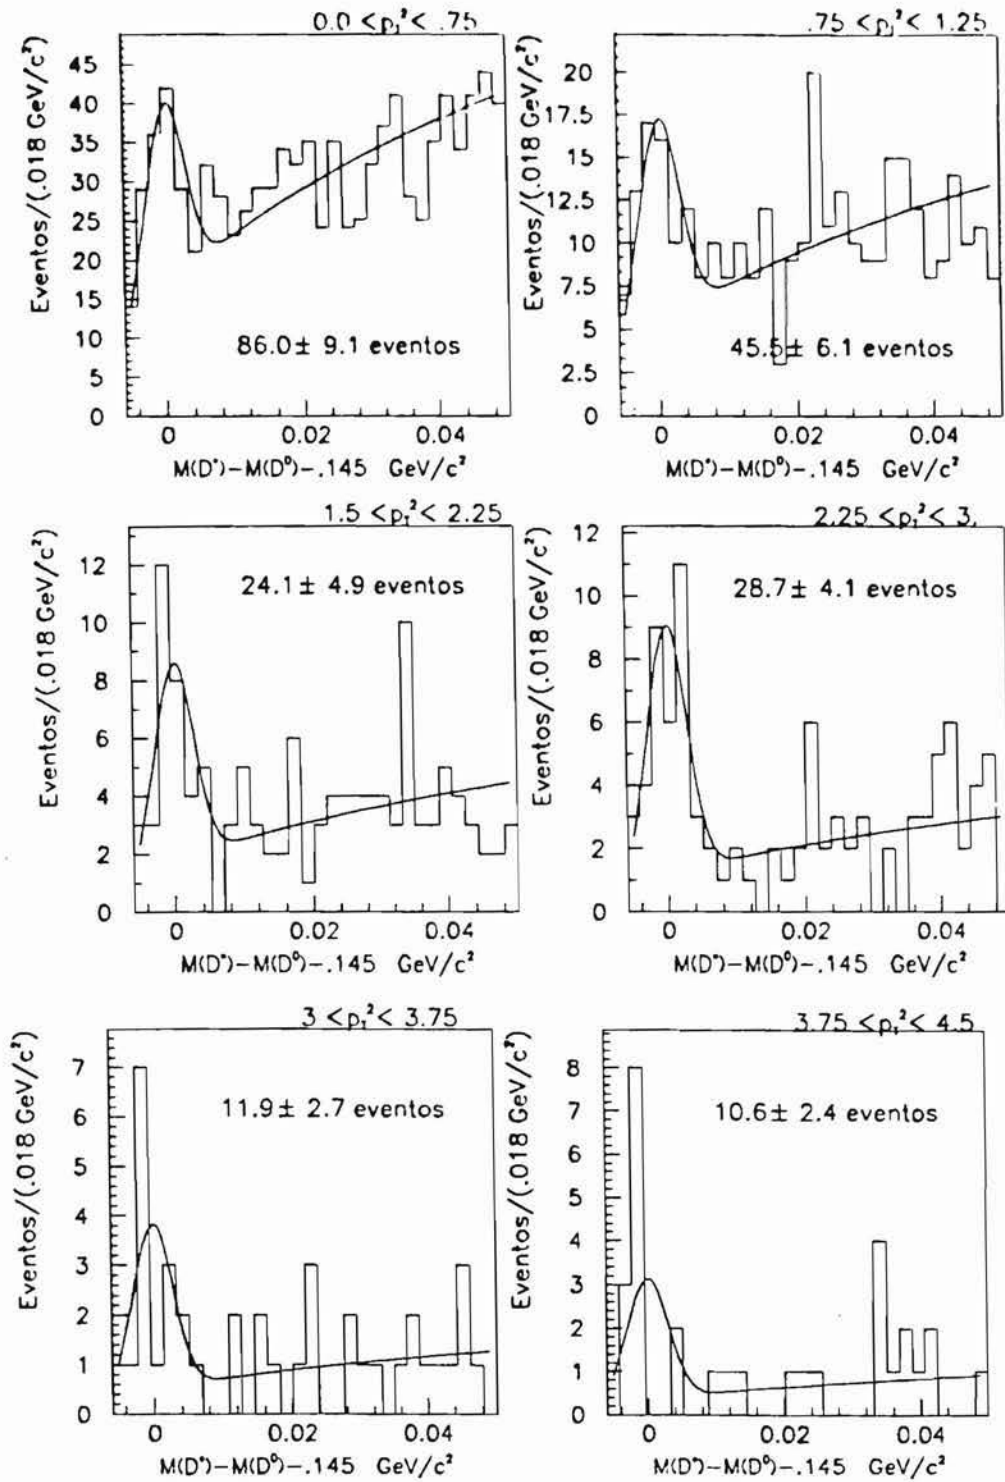 0.0 <p_T²< .75
Eventos/(.018 GeV/c²)
45
40
35
30
25
20
15
10
5
0
86.0± 9.1 eventos
0 0.02 0.04
M(D*)−M(D⁰)−.145 GeV/c²
.75 <p_T²< 1.25
Eventos/(.018 GeV/c²)
20
17.5
15
12.5
10
7.5
5
2.5
0
45.5± 6.1 eventos
0 0.02 0.04
M(D*)−M(D⁰)−.145 GeV/c²
1.5 <p_T²< 2.25
Eventos/(.018 GeV/c²)
12
10
8
6
4
2
0
24.1± 4.9 eventos
0 0.02 0.04
M(D*)−M(D⁰)−.145 GeV/c²
2.25 <p_T²< 3.
Eventos/(.018 GeV/c²)
12
10
8
6
4
2
0
28.7± 4.1 eventos
0 0.02 0.04
M(D*)−M(D⁰)−.145 GeV/c²
3 <p_T²< 3.75
Eventos/(.018 GeV/c²)
7
6
5
4
3
2
1
0
11.9± 2.7 eventos
0 0.02 0.04
M(D*)−M(D⁰)−.145 GeV/c²
3.75 <p_T²< 4.5
Eventos/(.018 GeV/c²)
8
7
6
5
4
3
2
1
0
10.6± 2.4 eventos
0 0.02 0.04
M(D*)−M(D⁰)−.145 GeV/c²